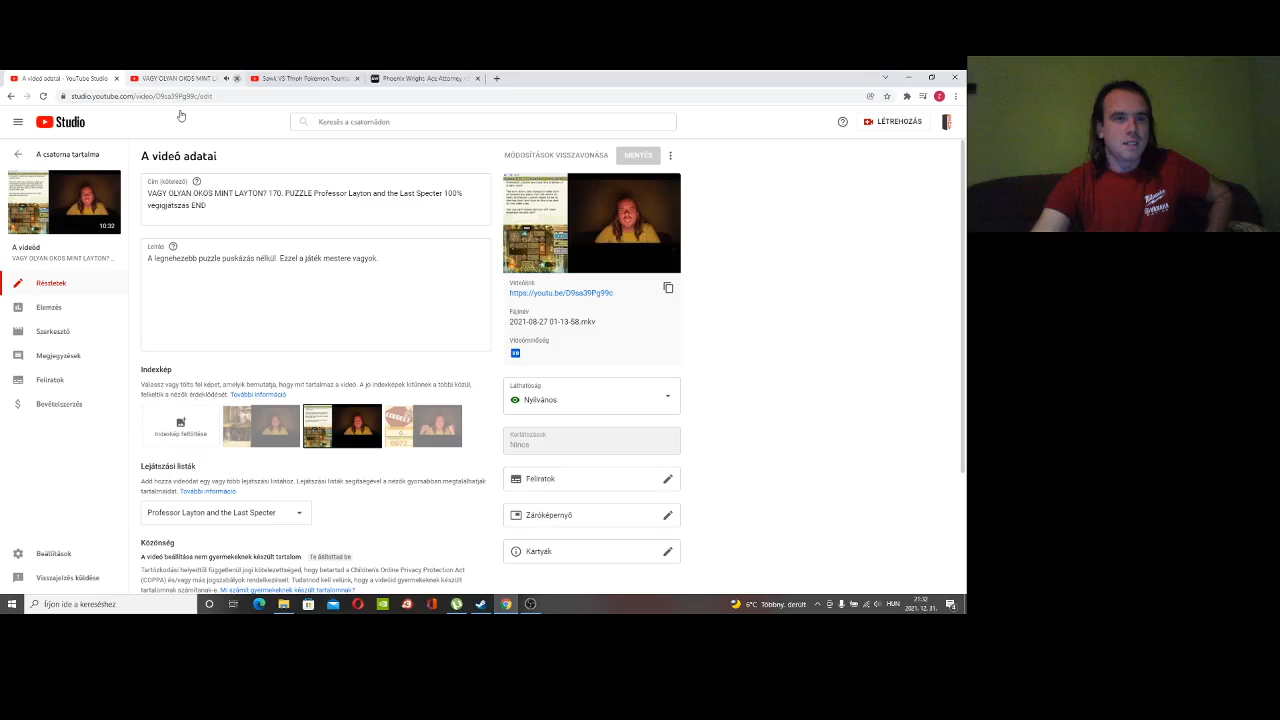 A videó adatai - YouTube Studio
VAGY OLYAN OKOS MINT L
Sawk VS Throh Pokemon Tourna
Phoenix Wright: Ace Attorney
studio.youtube.com/video/D9sa39Pg99c/edit
Studio
Keresés a csatornádon
LÉTREHOZÁS
A csatorna tartalma
10:32
A videód
VAGY OLYAN OKOS MINT LAYTON? ...
Részletek
Elemzés
Szerkesztő
Megjegyzések
Feliratok
Bevételszerzés
Beállítások
Visszajelzés küldése
A videó adatai
MÓDOSÍTÁSOK VISSZAVONÁSA
MENTÉS
Cím (kötelező)
VAGY OLYAN OKOS MINT LAYTON? 170. PUZZLE Professor Layton and the Last Specter 100%
végigjátszás END
Leírás
A legnehezebb puzzle puskázás nélkül. Ezzel a játék mestere vagyok.
Indexkép
Válassz vagy tölts fel képet, amelyik bemutatja, hogy mit tartalmaz a videó. A jó indexképek kitűnnek a többi közül,
felkeltik a nézők érdeklődését. További információ
Indexkép feltöltése
Lejátszási listák
Add hozzá videódat egy vagy több lejátszási listához. Lejátszási listák segítségével a nézők gyorsabban megtalálhatják
tartalmaidat. További információ
Professor Layton and the Last Specter
Közönség
A videó beállítása nem gyermekeknek készült tartalom
Te állítottad be
Tartózkodási helyedtől függetlenül jogi kötelezettséged, hogy betartsd a Children's Online Privacy Protection Act
(COPPA) és/vagy más jogszabályok rendelkezéseit. Tudatnod kell velünk, hogy a videóid gyermekeknek készült
tartalomnak számítanak-e. Mi számít gyermekeknek készült tartalomnak?
Videólink
https://youtu.be/D9sa39Pg99c
Fájlnév
2021-08-27 01-13-58.mkv
Videóminőség
Láthatóság
Nyilvános
Korlátozások
Nincs
Feliratok
Záróképernyő
Kártyák
Írjon ide a kereséshez
6°C Többny. derült
HUN
21:32
2021. 12. 31.